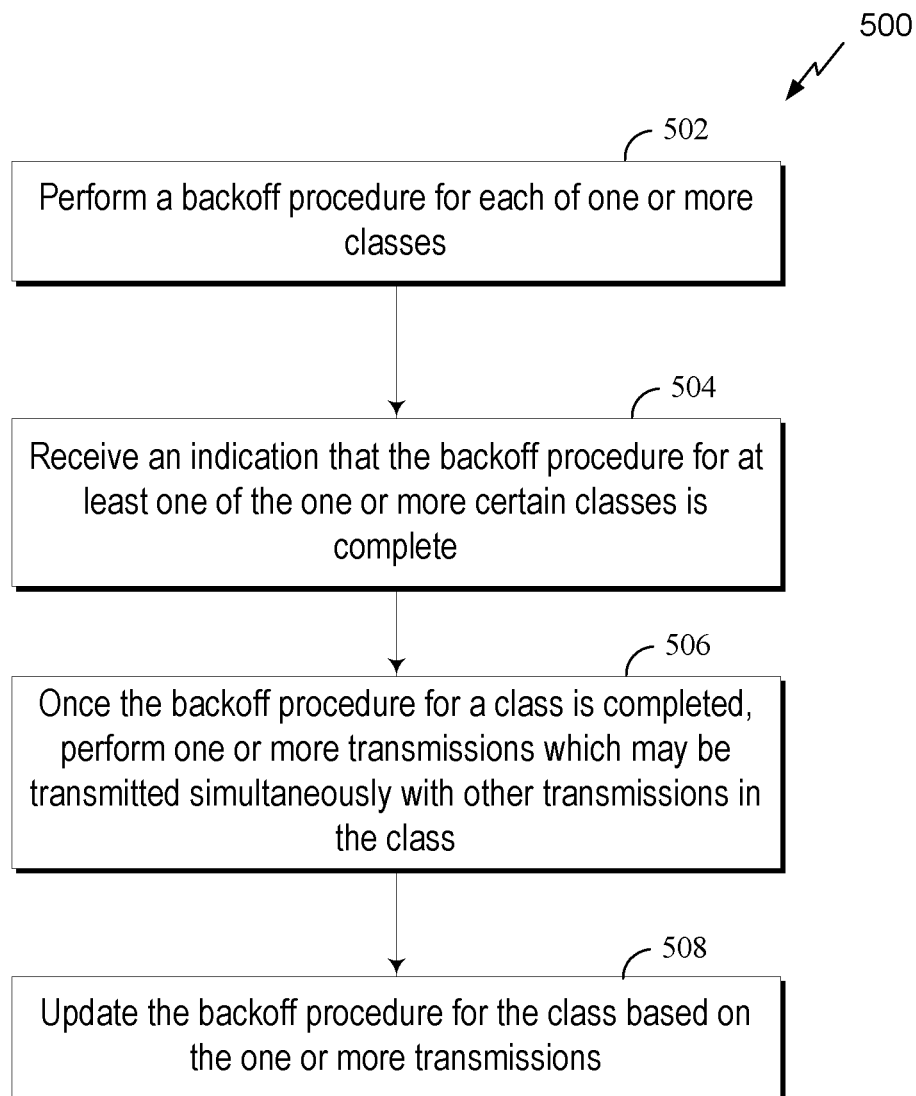 500
502
Perform a backoff procedure for each of one or more
classes
504
Receive an indication that the backoff procedure for at
least one of the one or more certain classes is
complete
506
Once the backoff procedure for a class is completed,
perform one or more transmissions which may be
transmitted simultaneously with other transmissions in
the class
508
Update the backoff procedure for the class based on
the one or more transmissions